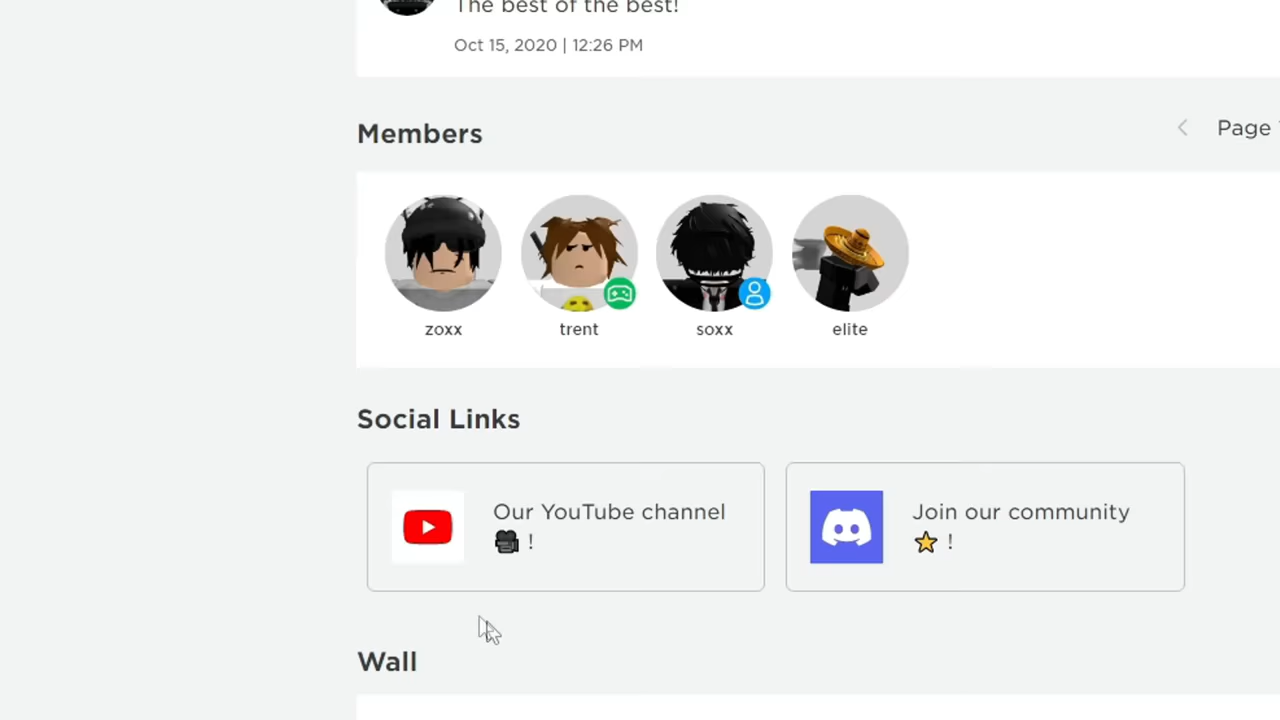 The best of the best!
Oct 15, 2020 | 12:26 PM
Members
Page
zoxx
trent
soxx
elite
Social Links
Our YouTube channel
🎥 !
Join our community
⭐ !
Wall